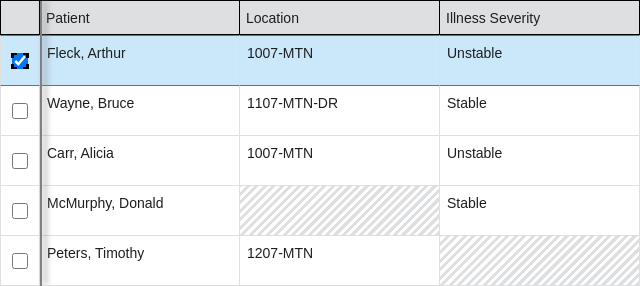 Patient Location Illness Severity
Fleck, Arthur 1007-MTN Unstable
Wayne, Bruce 1107-MTN-DR Stable
Carr, Alicia 1007-MTN Unstable
McMurphy, Donald Stable
Peters, Timothy 1207-MTN